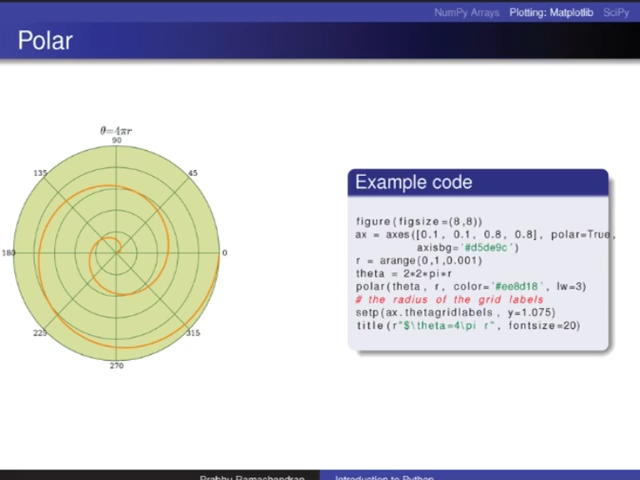 NumPy Arrays Plotting: Matplotlib SciPy
Polar
θ=4πr
90
135 45
180 0
225 315
270
Example code
figure(figsize=(8,8))
ax = axes([0.1, 0.1, 0.8, 0.8], polar=True,
axisbg='#d5de9c')
r = arange(0,1,0.001)
theta = 2*2*pi*r
polar(theta, r, color='#ee8d18', lw=3)
# the radius of the grid labels
setp(ax.thetagridlabels, y=1.075)
title(r"$\theta=4\pi r", fontsize=20)
Prabhu Ramachandran Introduction to Python